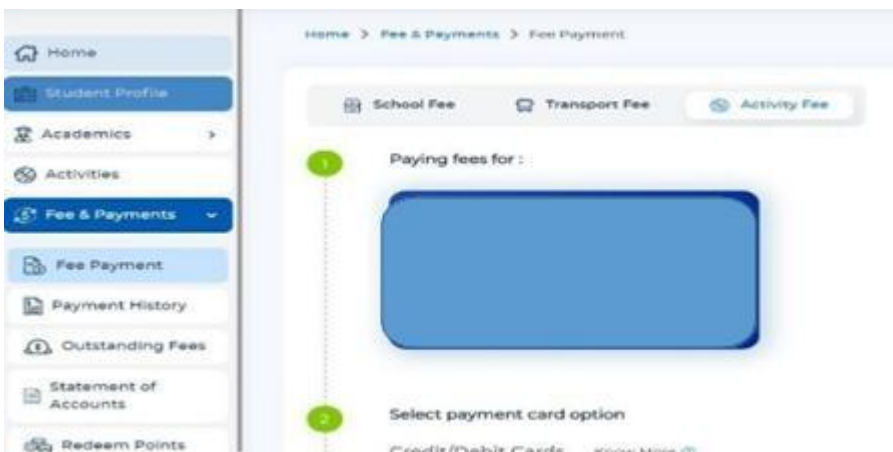 Home > Fee & Payments > Fee Payment
Home
Student Profile
Academics >
Activities
Fee & Payments
Fee Payment
Payment History
Outstanding Fees
Statement of
Accounts
Redeem Points
School Fee
Transport Fee
Activity Fee
1
Paying fees for :
2
Select payment card option
Credit/Debit Cards
Know More